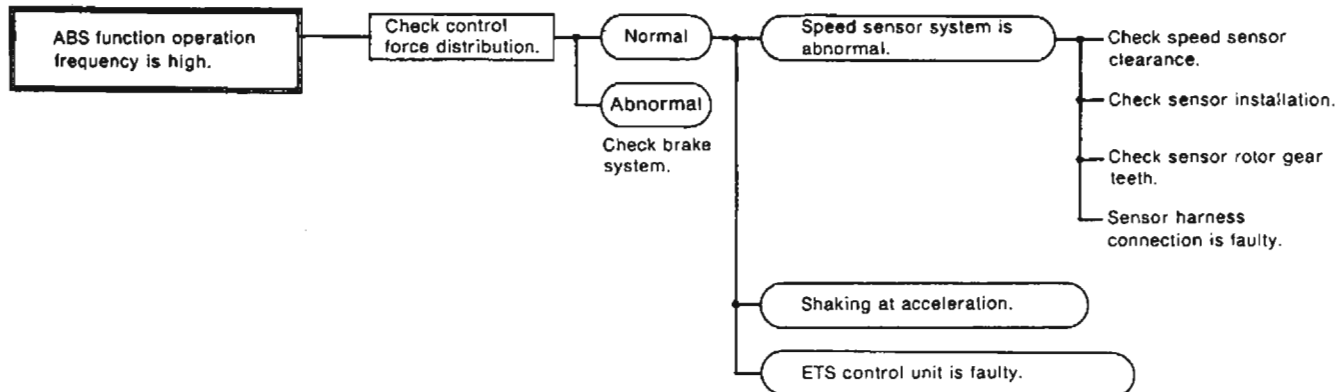 ABS function operation
frequency is high.
Check control
force distribution.
Normal
Abnormal
Check brake
system.
Speed sensor system is
abnormal.
Check speed sensor
clearance.
Check sensor installation.
Check sensor rotor gear
teeth.
Sensor harness
connection is faulty.
Shaking at acceleration.
ETS control unit is faulty.